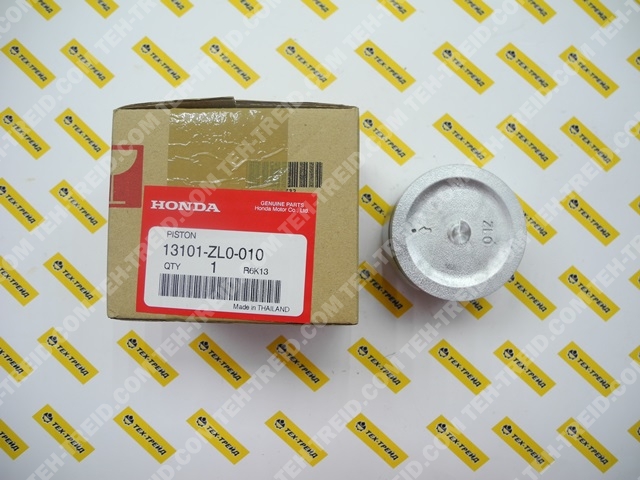 HONDA
GENUINE PARTS
Honda Motor Co., Ltd.
PISTON
13101-ZL0-010
QTY 1 R6K13
Made in THAILAND
ZL0
ТЕХ-ТРЕЙД
TEH-TREID.COM